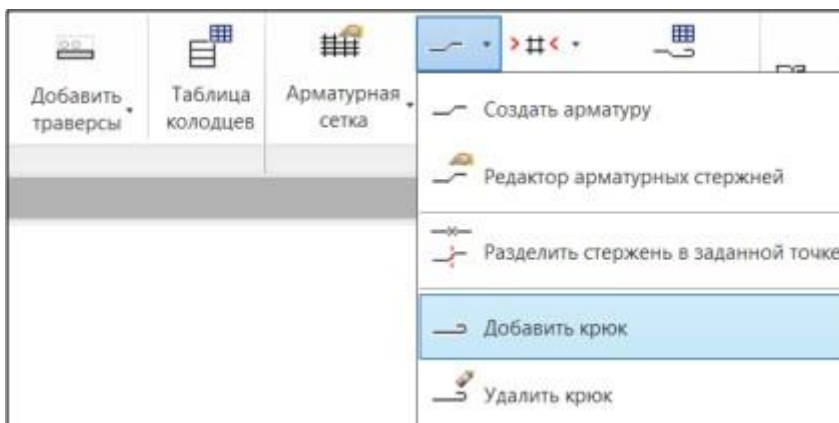 Добавить
траверсы
Таблица
колодцев
Арматурная
сетка
Создать арматуру
Редактор арматурных стержней
Разделить стержень в заданной точке
Добавить крюк
Удалить крюк